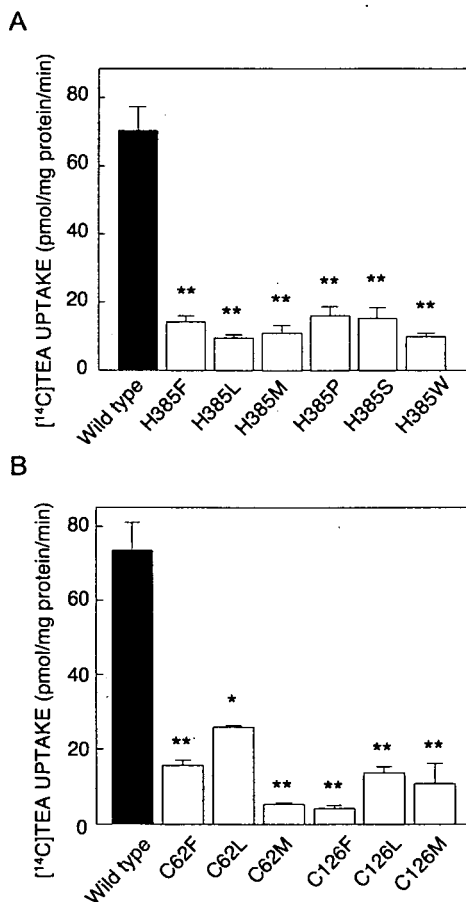 A
[¹⁴C]TEA UPTAKE (pmol/mg protein/min)
80
60
40
20
0
**
**
**
**
**
**
Wild type
H385F
H385L
H385M
H385P
H385S
H385W
B
[¹⁴C]TEA UPTAKE (pmol/mg protein/min)
80
60
40
20
0
**
*
**
**
**
**
Wild type
C62F
C62L
C62M
C126F
C126L
C126M